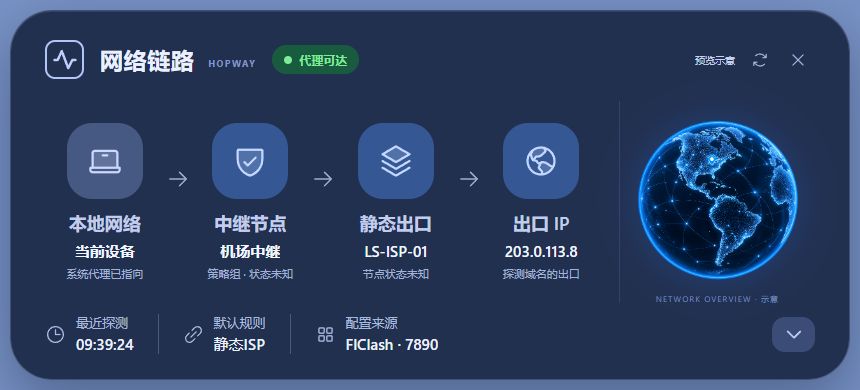 网络链路 HOPWAY 代理可达 预览示意
本地网络
当前设备
系统代理已指向
中继节点
机场中继
策略组 · 状态未知
静态出口
LS-ISP-01
节点状态未知
出口 IP
203.0.113.8
探测域名的出口
NETWORK OVERVIEW · 示意
最近探测
09:39:24
默认规则
静态ISP
配置来源
FlClash · 7890